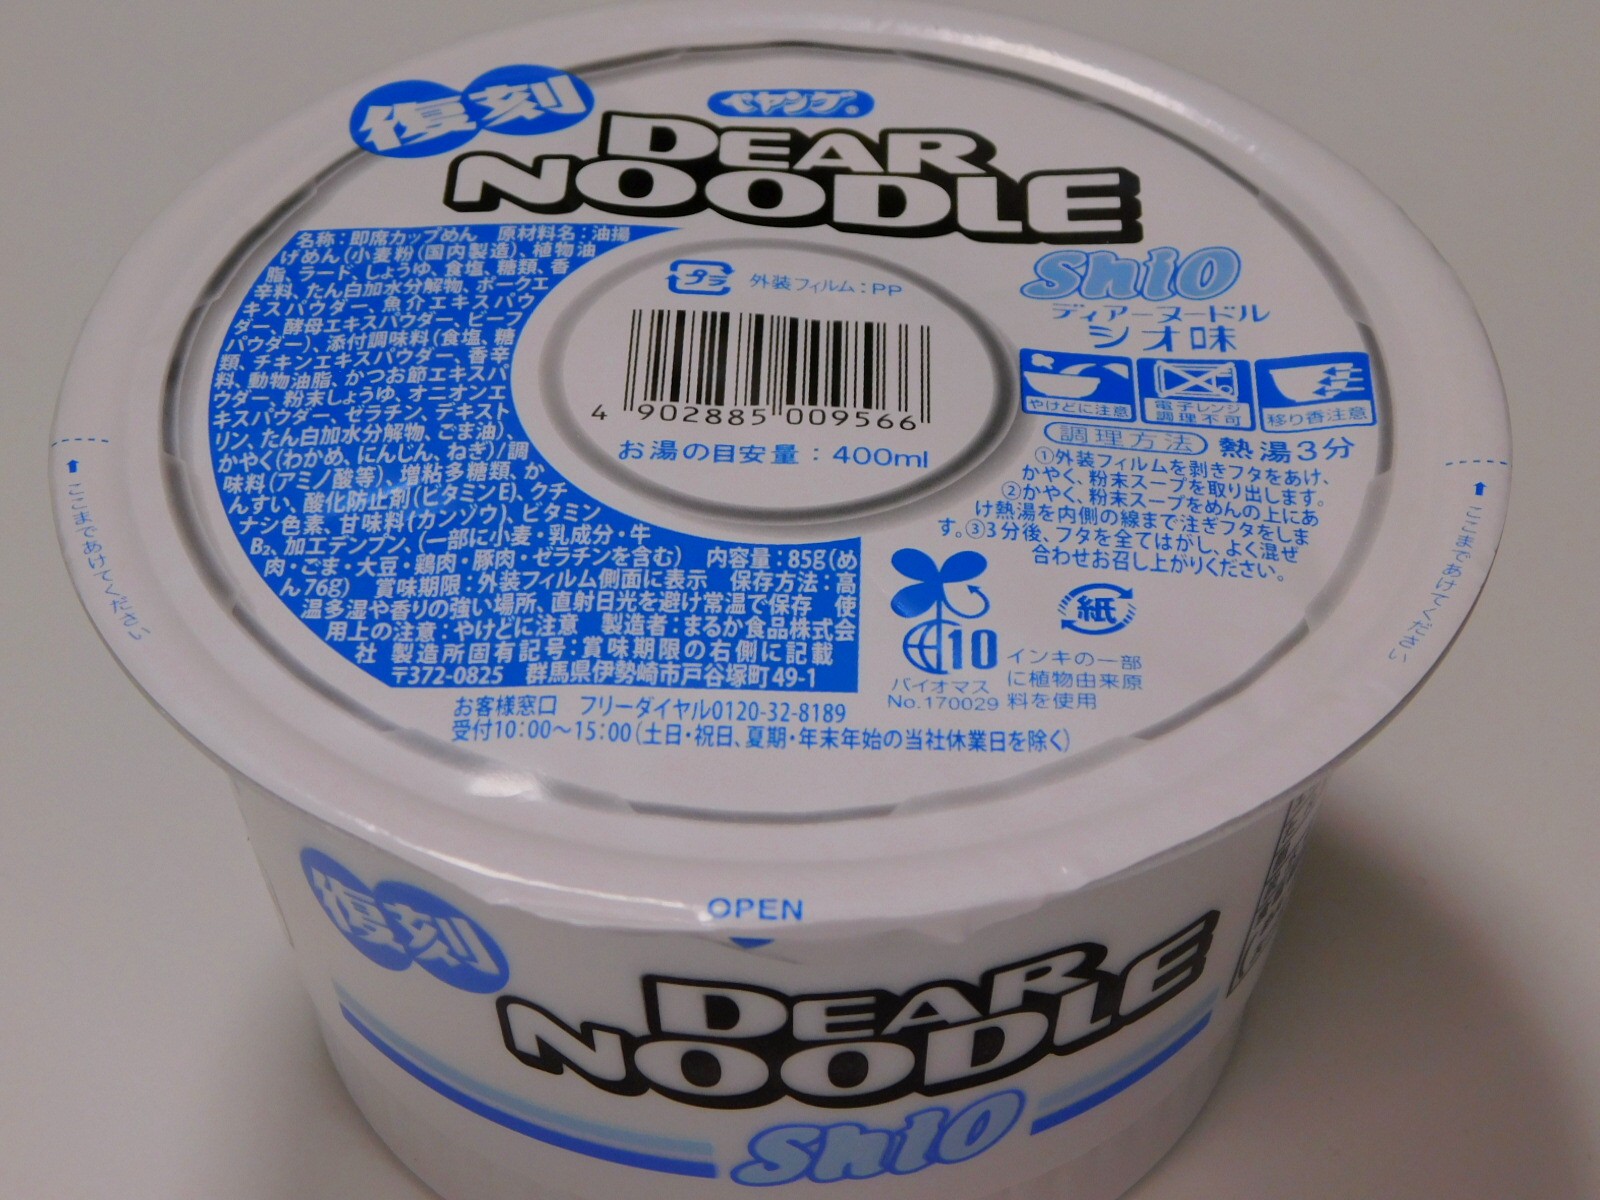 復刻
ペヤング®
DEAR
NOODLE
Shio
ディアーヌードル
シオ味
名称:即席カップめん 原材料名:油揚
げめん(小麦粉(国内製造)、植物油
脂、ラード、しょうゆ、食塩、糖類、香
辛料、たん白加水分解物、ポークエ
キスパウダー、魚介エキスパウ
ダー、酵母エキスパウダー、ビーフ
パウダー)、添付調味料(食塩、糖
類、チキンエキスパウダー、香辛
料、動物油脂、かつお節エキスパ
ウダー、粉末しょうゆ、オニオンエ
キスパウダー、ゼラチン、デキスト
リン、たん白加水分解物、ごま油)、
かやく(わかめ、にんじん、ねぎ)/調
味料(アミノ酸等)、増粘多糖類、か
んすい、酸化防止剤(ビタミンE)、クチ
ナシ色素、甘味料(カンゾウ)、ビタミン
B₂、加工デンプン、(一部に小麦・乳成分・牛
肉・ごま・大豆・鶏肉・豚肉・ゼラチンを含む) 内容量:85g(め
ん76g) 賞味期限:外装フィルム側面に表示 保存方法:高
温多湿や香りの強い場所、直射日光を避け常温で保存 使
用上の注意:やけどに注意 製造者:まるか食品株式会
社 製造所固有記号:賞味期限の右側に記載
〒372-0825 群馬県伊勢崎市戸谷塚町49-1
お客様窓口 フリーダイヤル0120-32-8189
受付10:00〜15:00(土日・祝日、夏期・年末年始の当社休業日を除く)
プラ 外装フィルム:PP
4 902885 009566
お湯の目安量:400ml
やけどに注意
電子レンジ
調理不可
移り香注意
調理方法 熱湯3分
①外装フィルムを剥きフタをあけ、
かやく、粉末スープを取り出します。
②かやく、粉末スープをめんの上にあ
け熱湯を内側の線まで注ぎフタをしま
す。③3分後、フタを全てはがし、よく混ぜ
合わせお召し上がりください。
10
バイオマス
No.170029
紙
インキの一部
に植物由来原
料を使用
ここまであけてください
ここまであけてください
OPEN
復刻
DEAR
NOODLE
Shio